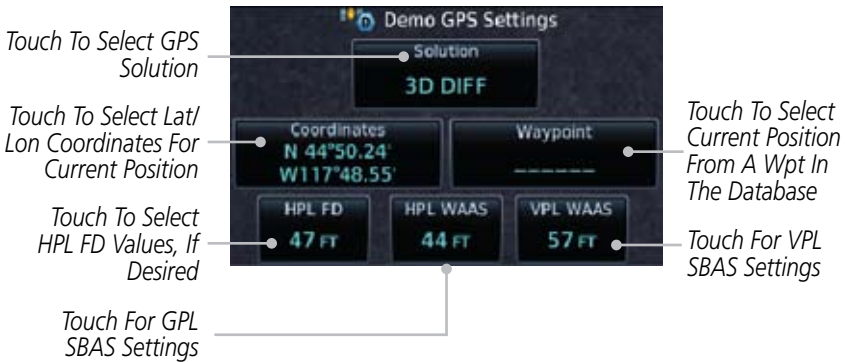 Demo GPS Settings
Touch To Select GPS
Solution
Solution
3D DIFF
Touch To Select Lat/
Lon Coordinates For
Current Position
Coordinates
N 44°50.24'
W117°48.55'
Waypoint
______
Touch To Select
Current Position
From A Wpt In
The Database
Touch To Select
HPL FD Values, If
Desired
HPL FD
47 FT
HPL WAAS
44 FT
VPL WAAS
57 FT
Touch For VPL
SBAS Settings
Touch For GPL
SBAS Settings